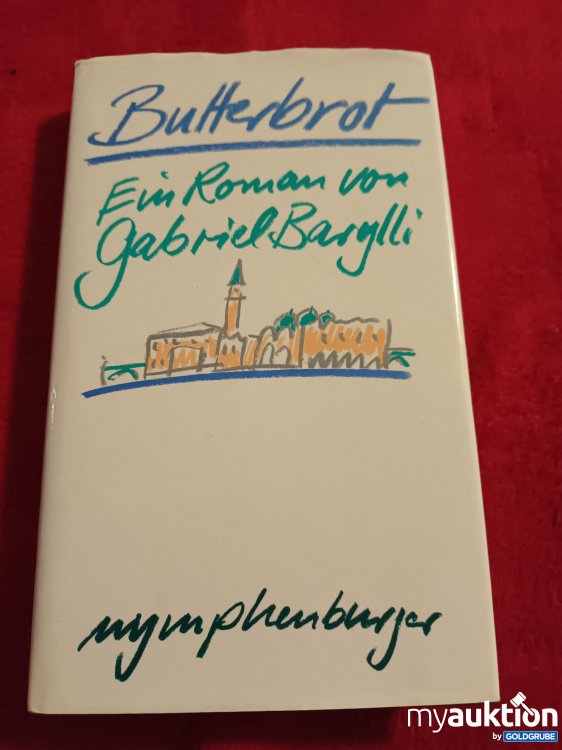 Butterbrot
Ein Roman von
Gabriel Barylli
nymphenburger
myauktion
by GOLDGRUBE